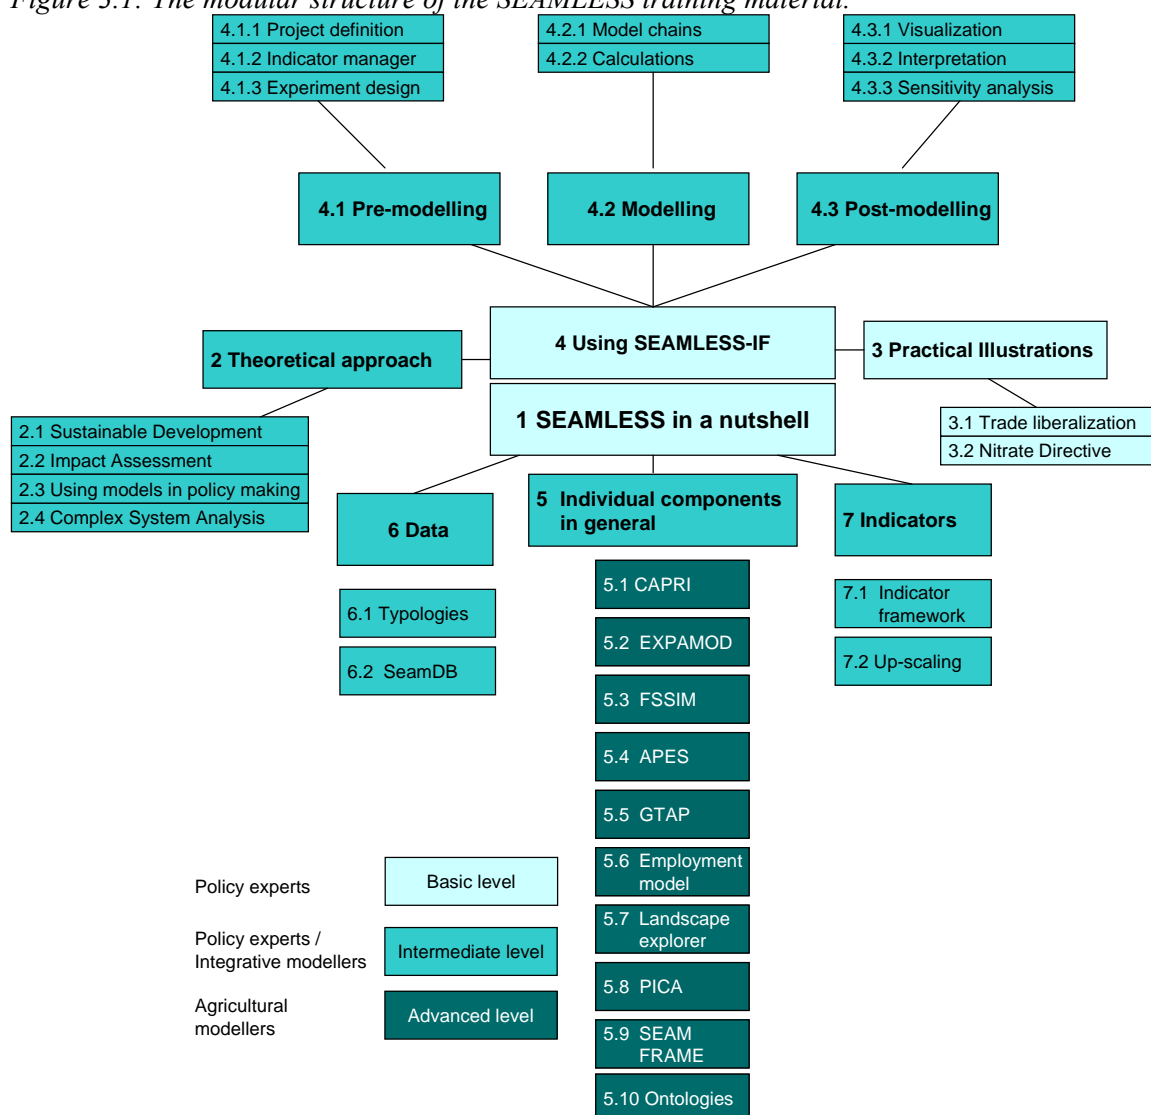 Figure 5.1: The modular structure of the SEAMLESS training material.
4.1.1 Project definition
4.1.2 Indicator manager
4.1.3 Experiment design
4.2.1 Model chains
4.2.2 Calculations
4.3.1 Visualization
4.3.2 Interpretation
4.3.3 Sensitivity analysis
4.1 Pre-modelling
4.2 Modelling
4.3 Post-modelling
4 Using SEAMLESS-IF
2 Theoretical approach
3 Practical Illustrations
1 SEAMLESS in a nutshell
2.1 Sustainable Development
2.2 Impact Assessment
2.3 Using models in policy making
2.4 Complex System Analysis
3.1 Trade liberalization
3.2 Nitrate Directive
6 Data
5 Individual components
in general
7 Indicators
6.1 Typologies
6.2 SeamDB
5.1 CAPRI
5.2 EXPAMOD
5.3 FSSIM
5.4 APES
5.5 GTAP
5.6 Employment
model
5.7 Landscape
explorer
5.8 PICA
5.9 SEAM
FRAME
5.10 Ontologies
7.1 Indicator
framework
7.2 Up-scaling
Policy experts
Basic level
Policy experts /
Integrative modellers
Intermediate level
Agricultural
modellers
Advanced level